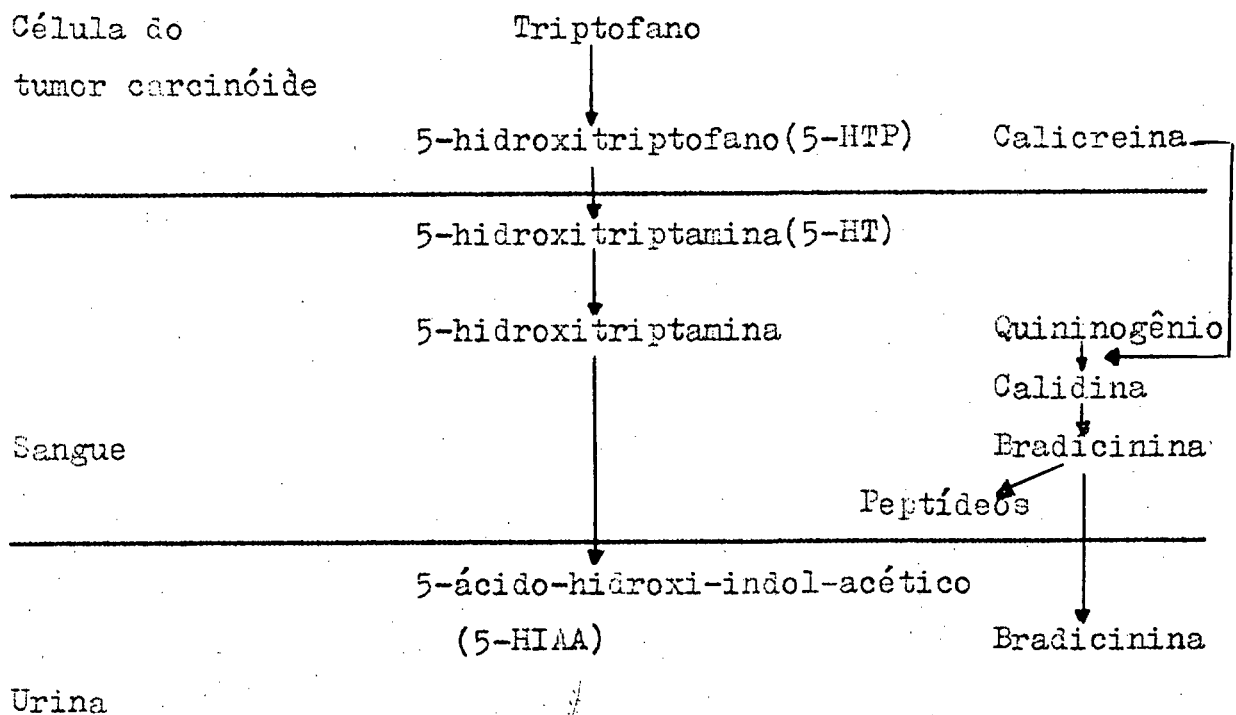 Célula do Triptofano
tumor carcinóide
5-hidroxitriptofano(5-HTP) Calicreina
5-hidroxitriptamina(5-HT)
5-hidroxitriptamina Quininogênio
Calidina
Sangue Bradicinina
Peptídeos
5-ácido-hidroxi-indol-acético
(5-HIAA) Bradicinina
Urina